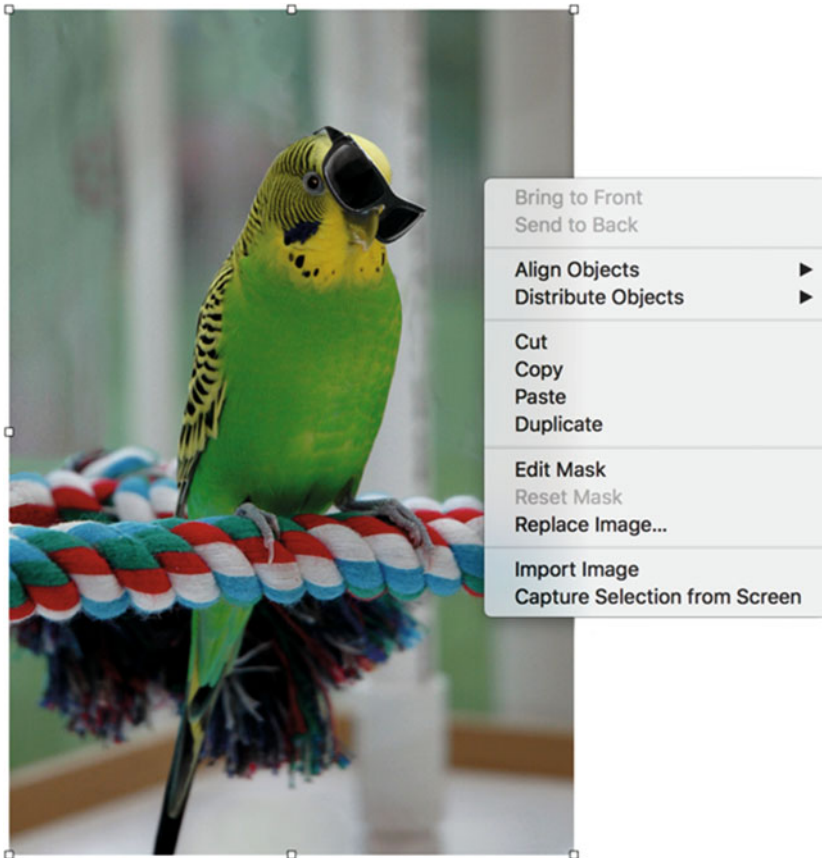 Bring to Front
Send to Back
Align Objects
Distribute Objects
Cut
Copy
Paste
Duplicate
Edit Mask
Reset Mask
Replace Image...
Import Image
Capture Selection from Screen